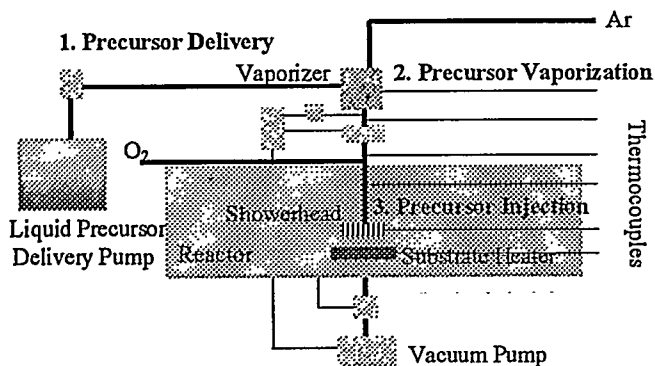 Ar
1. Precursor Delivery
Vaporizer
2. Precursor Vaporization
O2
Thermocouples
Showerhead
3. Precursor Injection
Liquid Precursor
Delivery Pump
Reactor
Substrate Heater
Vacuum Pump